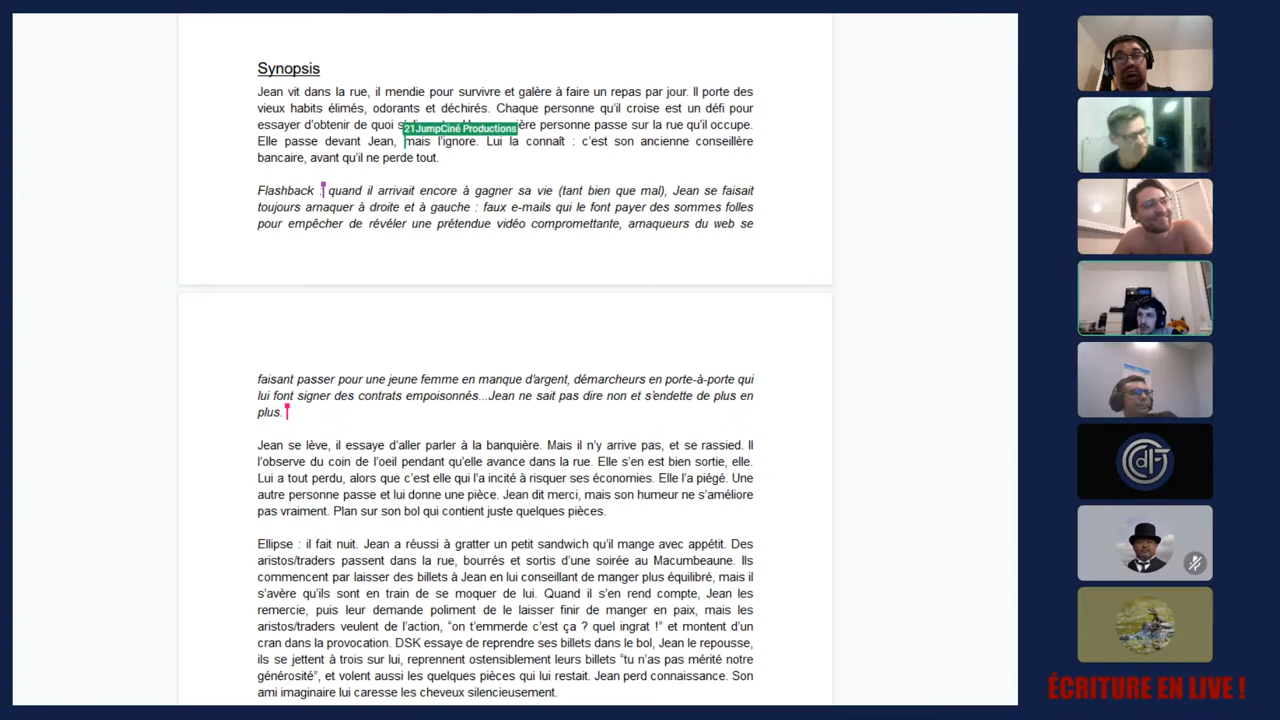 Synopsis
Jean vit dans la rue, il mendie pour survivre et galère à faire un repas par jour. Il porte des
vieux habits élimés, odorants et déchirés. Chaque personne qu'il croise est un défi pour
essayer d'obtenir de quoi personne passe sur la rue qu'il occupe.
21JumpCiné Productions
Elle passe devant Jean, mais l'ignore. Lui la connaît : c'est son ancienne conseillère
bancaire, avant qu'il ne perde tout.
Flashback : quand il arrivait encore à gagner sa vie (tant bien que mal), Jean se faisait
toujours arnaquer à droite et à gauche : faux e-mails qui le font payer des sommes folles
pour empêcher de révéler une prétendue vidéo compromettante, arnaqueurs du web se
faisant passer pour une jeune femme en manque d'argent, démarcheurs en porte-à-porte qui
lui font signer des contrats empoisonnés...Jean ne sait pas dire non et s'endette de plus en
plus.
Jean se lève, il essaye d'aller parler à la banquière. Mais il n'y arrive pas, et se rassied. Il
l'observe du coin de l'oeil pendant qu'elle avance dans la rue. Elle s'en est bien sortie, elle.
Lui a tout perdu, alors que c'est elle qui l'a incité à risquer ses économies. Elle l'a piégé. Une
autre personne passe et lui donne une pièce. Jean dit merci, mais son humeur ne s'améliore
pas vraiment. Plan sur son bol qui contient juste quelques pièces.
Ellipse : il fait nuit. Jean a réussi à gratter un petit sandwich qu'il mange avec appétit. Des
aristos/traders passent dans la rue, bourrés et sortis d'une soirée au Macumbeaune. Ils
commencent par laisser des billets à Jean en lui conseillant de manger plus équilibré, mais il
s'avère qu'ils sont en train de se moquer de lui. Quand il s'en rend compte, Jean les
remercie, puis leur demande poliment de le laisser finir de manger en paix, mais les
aristos/traders veulent de l'action, "on t'emmerde c'est ça ? quel ingrat !" et montent d'un
cran dans la provocation. DSK essaye de reprendre ses billets dans le bol, Jean le repousse,
ils se jettent à trois sur lui, reprennent ostensiblement leurs billets "tu n'as pas mérité notre
générosité", et volent aussi les quelques pièces qui lui restait. Jean perd connaissance. Son
ami imaginaire lui caresse les cheveux silencieusement.
ÉCRITURE EN LIVE !